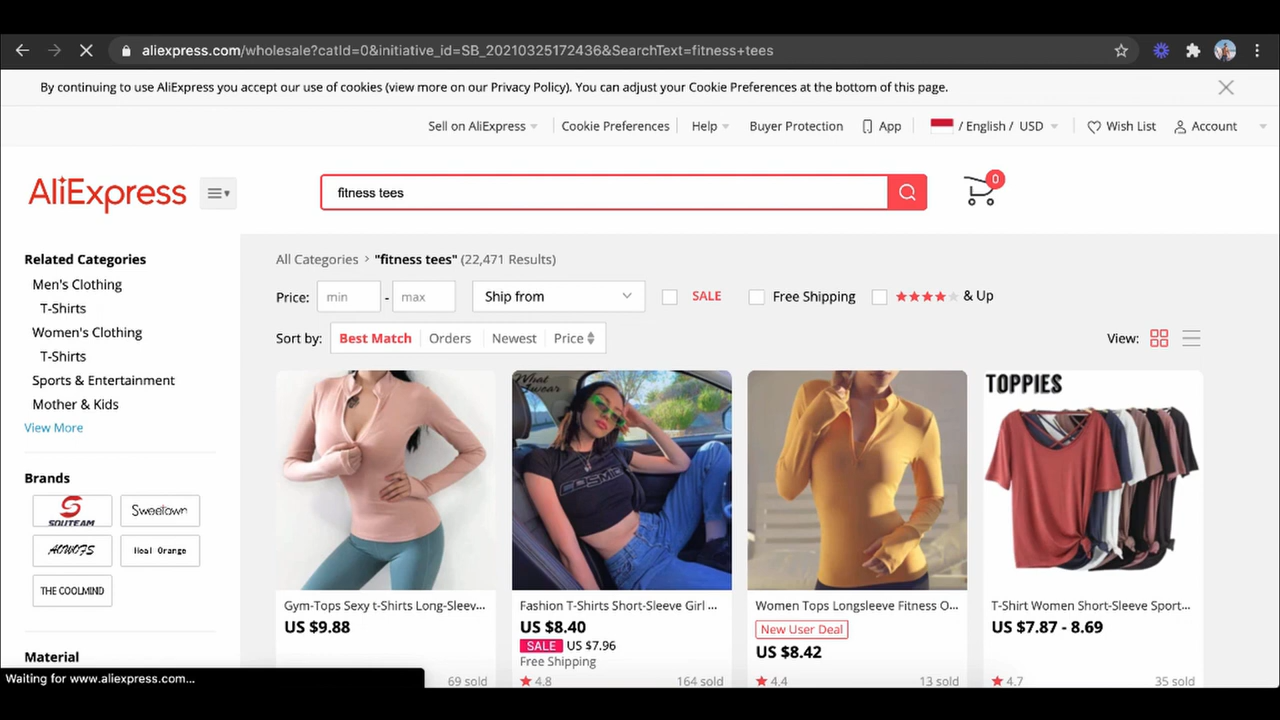 aliexpress.com/wholesale?catId=0&initiative_id=SB_20210325172436&SearchText=fitness+tees
By continuing to use AliExpress you accept our use of cookies (view more on our Privacy Policy). You can adjust your Cookie Preferences at the bottom of this page.
Sell on AliExpress Cookie Preferences Help Buyer Protection App / English / USD Wish List Account
AliExpress fitness tees 0
Related Categories
Men's Clothing
T-Shirts
Women's Clothing
T-Shirts
Sports & Entertainment
Mother & Kids
View More
Brands
SOUTEAM Sweetown
AIWOFS Heal Orange
THE COOLMIND
Material
All Categories > "fitness tees" (22,471 Results)
Price: min - max Ship from SALE Free Shipping & Up
Sort by: Best Match Orders Newest Price View:
What
wear
COSMIC
TOPPIES
Gym-Tops Sexy t-Shirts Long-Sleev...
US $9.88
69 sold
Fashion T-Shirts Short-Sleeve Girl ...
US $8.40
SALE US $7.96
Free Shipping
4.8 164 sold
Women Tops Longsleeve Fitness O...
New User Deal
US $8.42
4.4 13 sold
T-Shirt Women Short-Sleeve Sport...
US $7.87 - 8.69
4.7 35 sold
Waiting for www.aliexpress.com...